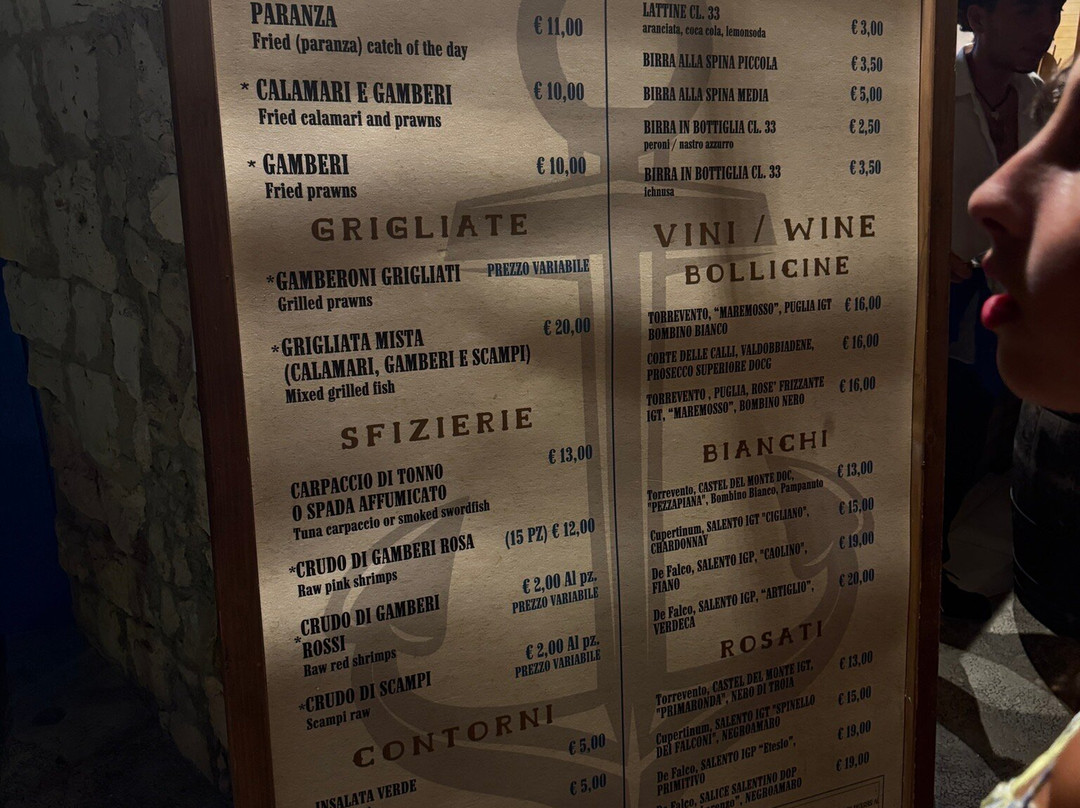 PARANZA € 11,00
Fried (paranza) catch of the day
* CALAMARI E GAMBERI € 10,00
Fried calamari and prawns
* GAMBERI € 10,00
Fried prawns
GRIGLIATE
*GAMBERONI GRIGLIATI PREZZO VARIABILE
Grilled prawns
*GRIGLIATA MISTA € 20,00
(CALAMARI, GAMBERI E SCAMPI)
Mixed grilled fish
SFIZIERIE
CARPACCIO DI TONNO € 13,00
O SPADA AFFUMICATO
Tuna carpaccio or smoked swordfish
*CRUDO DI GAMBERI ROSA (15 PZ) € 12,00
Raw pink shrimps
*CRUDO DI GAMBERI € 2,00 Al pz.
ROSSI PREZZO VARIABILE
Raw red shrimps
*CRUDO DI SCAMPI € 2,00 Al pz.
Scampi raw PREZZO VARIABILE
CONTORNI
€ 5,00
INSALATA VERDE € 5,00
LATTINE CL. 33 € 3,00
aranciata, coca cola, lemonsoda
BIRRA ALLA SPINA PICCOLA € 3,50
BIRRA ALLA SPINA MEDIA € 5,00
BIRRA IN BOTTIGLIA CL. 33 € 2,50
peroni / nastro azzurro
BIRRA IN BOTTIGLIA CL. 33 € 3,50
Ichnusa
VINI / WINE
BOLLICINE
TORREVENTO, "MAREMOSSO", PUGLIA IGT € 16,00
BOMBINO BIANCO
CORTE DELLE CALLI, VALDOBBIADENE, € 16,00
PROSECCO SUPERIORE DOCG
TORREVENTO , PUGLIA, ROSE' FRIZZANTE € 16,00
IGT, "MAREMOSSO", BOMBINO NERO
BIANCHI
Torrevento, CASTEL DEL MONTE DOC, € 13,00
"PEZZAPIANA", Bombino Bianco, Pampanuto
Cupertinum, SALENTO IGT "CIGLIANO", € 15,00
CHARDONNAY
De Falco, SALENTO IGP, "CAOLINO", € 19,00
FIANO
De Falco, SALENTO IGP, "ARTIGLIO", € 20,00
VERDECA
ROSATI
Torrevento, CASTEL DEL MONTE IGT, € 13,00
"PRIMARONDA", NERO DI TROIA
Cupertinum, SALENTO IGT "SPINELLO € 15,00
DEI FALCONI", NEGROAMARO
De Falco, SALENTO IGP "Etesio", € 19,00
PRIMITIVO
De Falco, SALICE SALENTINO DOP € 19,00
NEGROAMARO